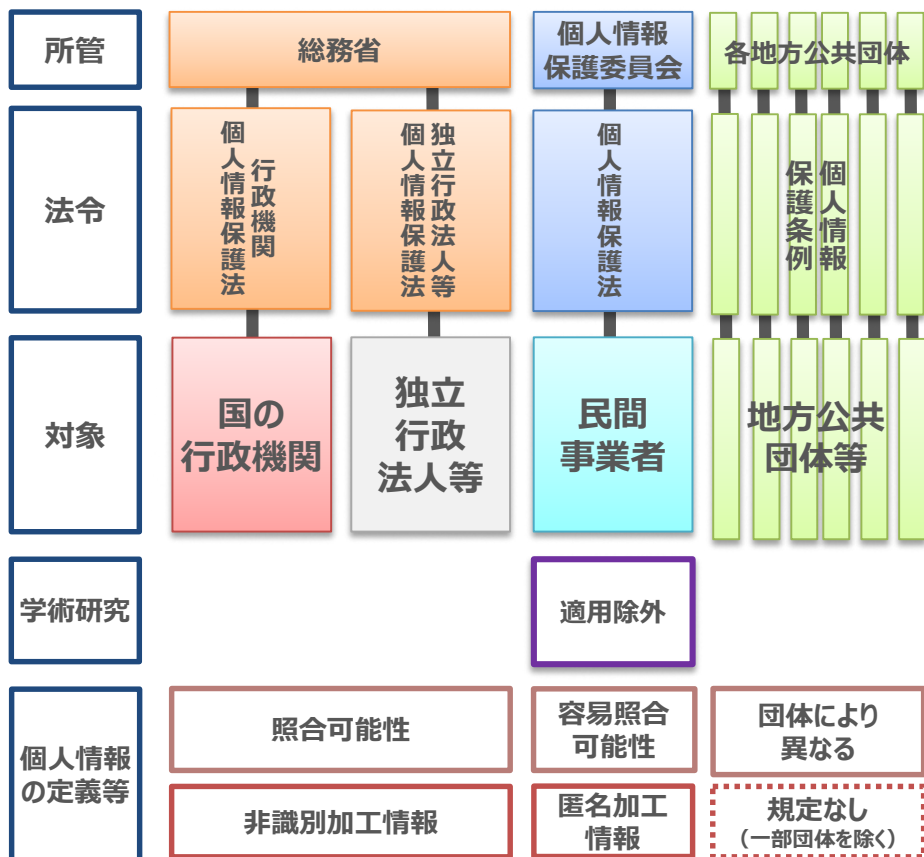 所管
総務省
個人情報
保護委員会
各地方公共団体
法令
行政機関
個人情報保護法
独立行政法人等
個人情報保護法
個人情報保護法
個人情報
保護条例
対象
国の
行政機関
独立
行政
法人等
民間
事業者
地方公共
団体等
学術研究
適用除外
個人情報
の定義等
照合可能性
容易照合
可能性
団体により
異なる
非識別加工情報
匿名加工
情報
規定なし
（一部団体を除く）